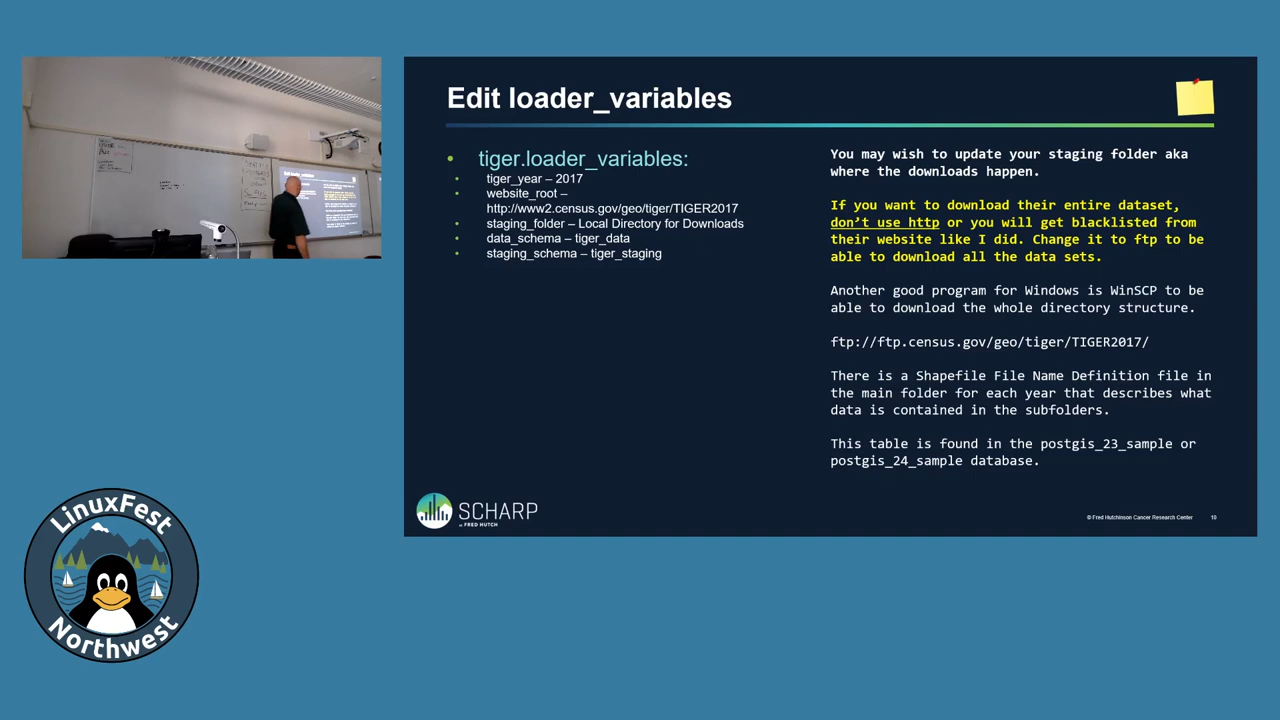 Edit loader_variables
• tiger.loader_variables:
• tiger_year – 2017
• website_root –
http://www2.census.gov/geo/tiger/TIGER2017
• staging_folder – Local Directory for Downloads
• data_schema – tiger_data
• staging_schema – tiger_staging
You may wish to update your staging folder aka
where the downloads happen.
If you want to download their entire dataset,
don't use http or you will get blacklisted from
their website like I did. Change it to ftp to be
able to download all the data sets.
Another good program for Windows is WinSCP to be
able to download the whole directory structure.
ftp://ftp.census.gov/geo/tiger/TIGER2017/
There is a Shapefile File Name Definition file in
the main folder for each year that describes what
data is contained in the subfolders.
This table is found in the postgis_23_sample or
postgis_24_sample database.
SCHARP
at FRED HUTCH
© Fred Hutchinson Cancer Research Center 10
LinuxFest
Northwest